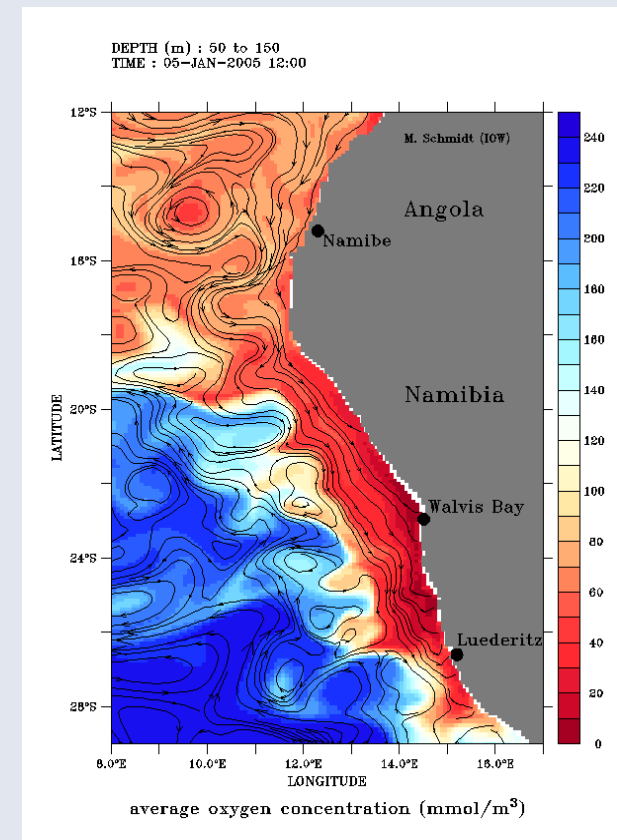 DEPTH (m) : 50 to 150
TIME : 05-JAN-2005 12:00
12°S
M. Schmidt (IOW)
240
Angola
220
Namibe
200
16°S
180
160
Namibia
140
20°S
120
LATITUDE
100
Walvis Bay
80
24°S
60
40
Luederitz
20
28°S
0
8.0°E 10.0°E 12.0°E 14.0°E 16.0°E
LONGITUDE
average oxygen concentration (mmol/m³)